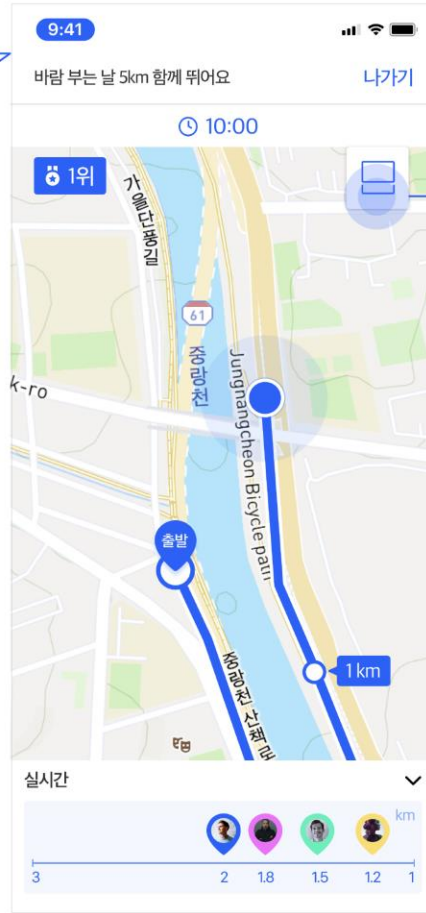 9:41
바람 부는 날 5km 함께 뛰어요
나가기
10:00
1위
가을단풍길
61
중랑천
k-ro
Jungnangcheon Bicycle path
출발
1km
중랑천 산책로
실시간
km
3 2 1.8 1.5 1.2 1